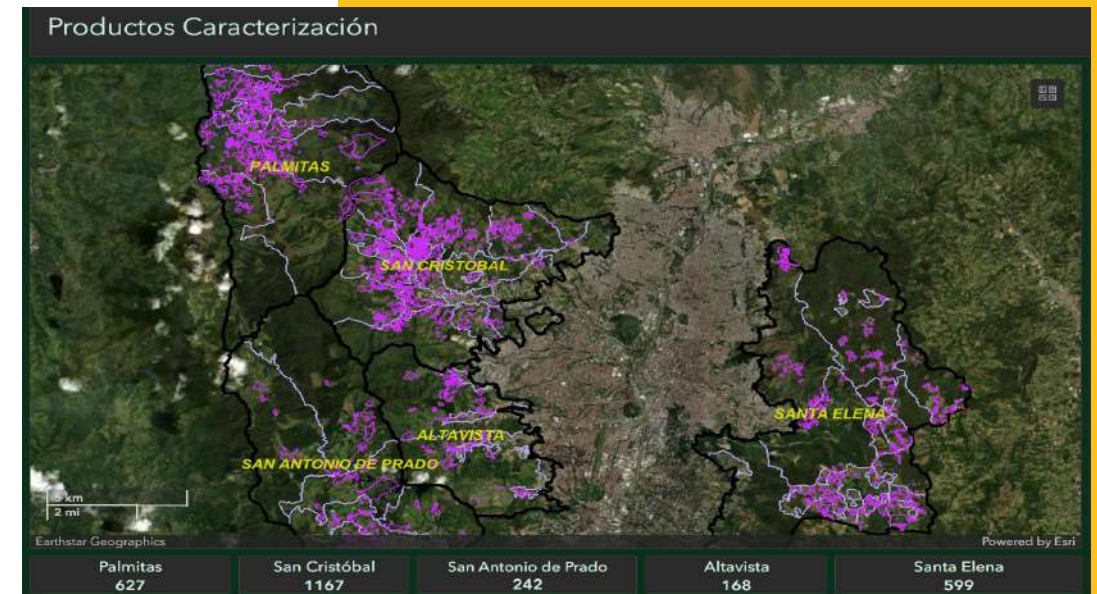 Productos Caracterización
PALMITAS
SAN CRISTOBAL
SANTA ELENA
ALTAVISTA
SAN ANTONIO DE PRADO
5 km
2 mi
Earthstar Geographics
Powered by Esri
Palmitas
627
San Cristóbal
1167
San Antonio de Prado
242
Altavista
168
Santa Elena
599